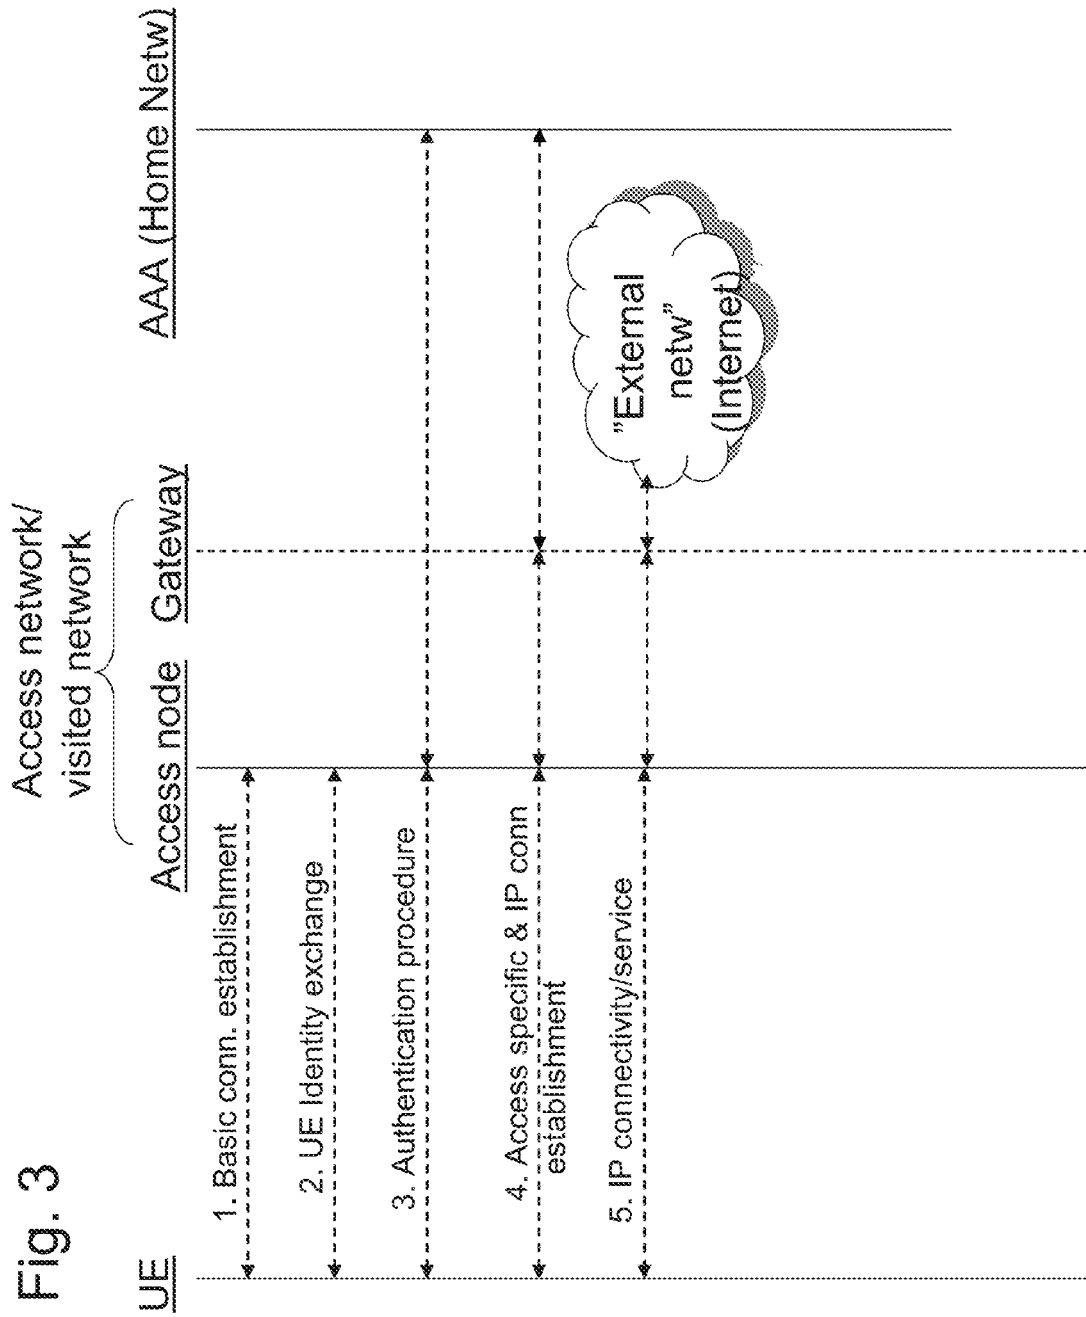 Fig. 3
Access network/
visited network
UE
Access node
Gateway
AAA (Home Netw)
1. Basic conn. establishment
2. UE Identity exchange
3. Authentication procedure
4. Access specific & IP conn
establishment
5. IP connectivity/service
”External
netw”
(Internet)